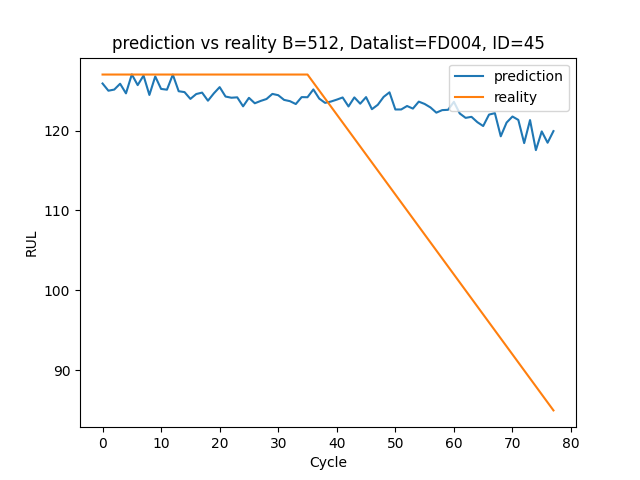 prediction vs reality B=512, Datalist=FD004, ID=45
prediction
reality
120
110
100
90
RUL
0 10 20 30 40 50 60 70 80
Cycle